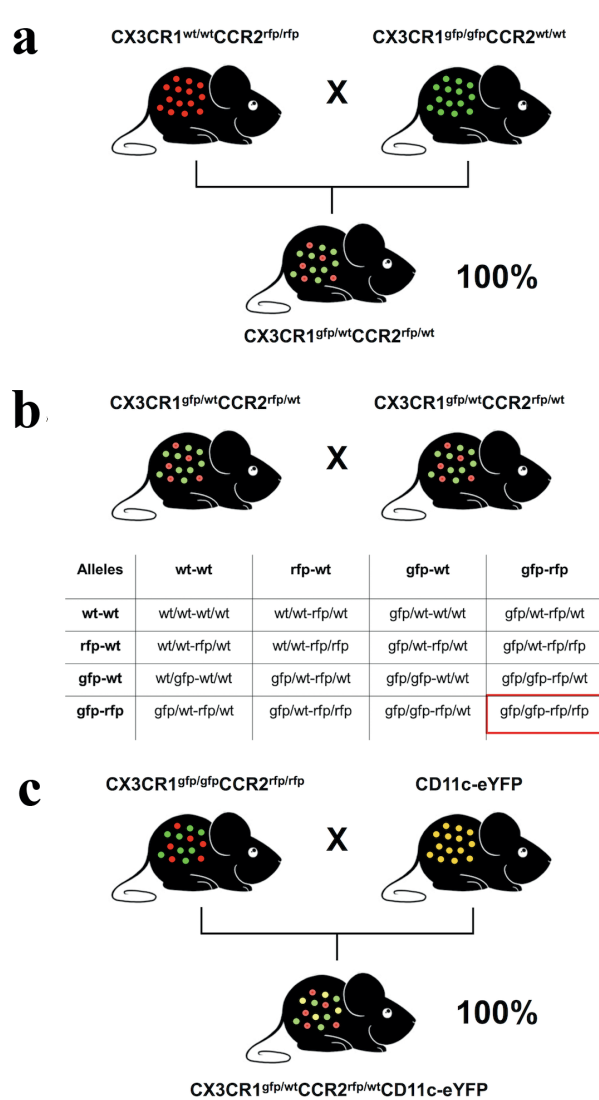 a
CX3CR1wt/wtCCR2rfp/rfp CX3CR1gfp/gfpCCR2wt/wt
X
100%
CX3CR1gfp/wtCCR2rfp/wt
b ,
CX3CR1gfp/wtCCR2rfp/wt CX3CR1gfp/wtCCR2rfp/wt
X
Alleles wt-wt rfp-wt gfp-wt gfp-rfp
wt-wt wt/wt-wt/wt wt/wt-rfp/wt gfp/wt-wt/wt gfp/wt-rfp/wt
rfp-wt wt/wt-rfp/wt wt/wt-rfp/rfp gfp/wt-rfp/wt gfp/wt-rfp/rfp
gfp-wt wt/gfp-wt/wt gfp/wt-rfp/wt gfp/gfp-wt/wt gfp/gfp-rfp/wt
gfp-rfp gfp/wt-rfp/wt gfp/wt-rfp/rfp gfp/gfp-rfp/wt gfp/gfp-rfp/rfp
c
CX3CR1gfp/gfpCCR2rfp/rfp CD11c-eYFP
X
100%
CX3CR1gfp/wtCCR2rfp/wtCD11c-eYFP